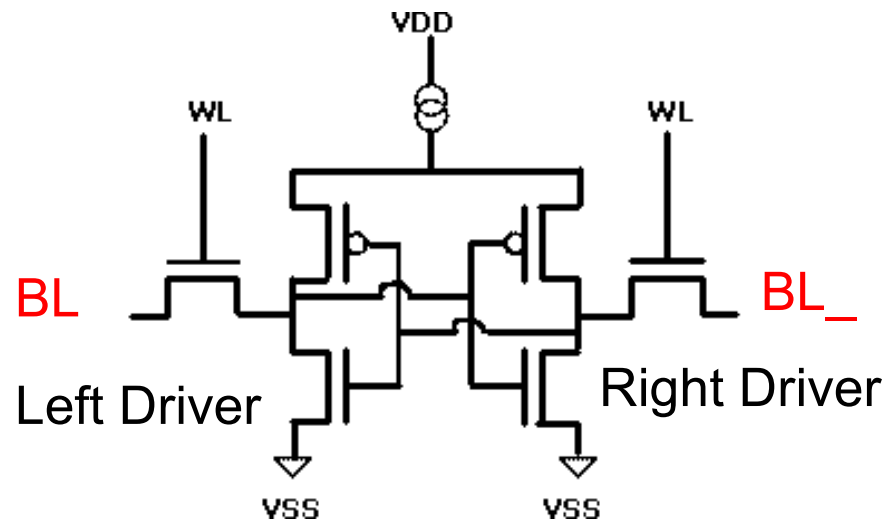 VDD
WL
WL
BL
BL_
Left Driver
Right Driver
VSS
VSS